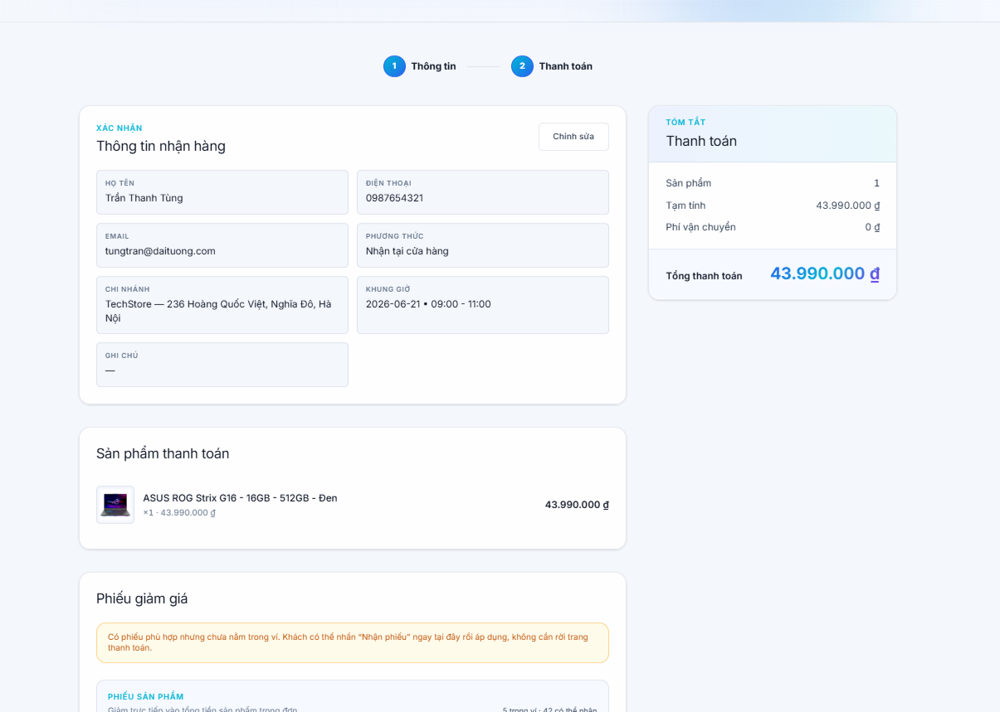 1 Thông tin 2 Thanh toán
XÁC NHẬN
Thông tin nhận hàng
Chỉnh sửa
HỌ TÊN
Trần Thanh Tùng
ĐIỆN THOẠI
0987654321
EMAIL
tungtran@daituong.com
PHƯƠNG THỨC
Nhận tại cửa hàng
CHI NHÁNH
TechStore — 236 Hoàng Quốc Việt, Nghĩa Đô, Hà
Nội
KHUNG GIỜ
2026-06-21 • 09:00 - 11:00
GHI CHÚ
—
TÓM TẮT
Thanh toán
Sản phẩm 1
Tạm tính 43.990.000 ₫
Phí vận chuyển 0 ₫
Tổng thanh toán 43.990.000 ₫
Sản phẩm thanh toán
ASUS ROG Strix G16 - 16GB - 512GB - Đen
×1 · 43.990.000 ₫
43.990.000 ₫
Phiếu giảm giá
Có phiếu phù hợp nhưng chưa nằm trong ví. Khách có thể nhấn “Nhận phiếu” ngay tại đây rồi áp dụng, không cần rời trang
thanh toán.
PHIẾU SẢN PHẨM
Giảm trực tiếp vào tổng tiền sản phẩm trong đơn.
5 trong ví · 42 có thể nhận